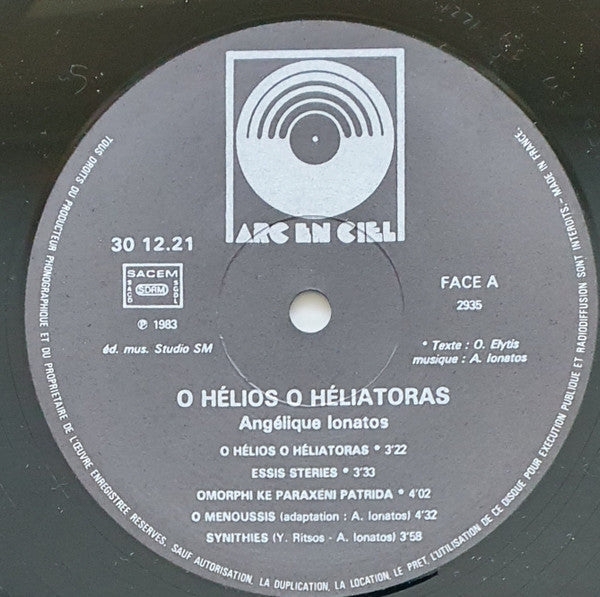 ARC EN CIEL
30 12.21
SACEM
SACD
SDRM
SGDL
℗ 1983
éd. mus. Studio SM
FACE A
2935
* Texte : O. Elytis
musique : A. Ionatos
O HÉLIOS O HÉLIATORAS
Angélique Ionatos
O HÉLIOS O HÉLIATORAS * 3'22
ESSIS STERIES * 3'33
OMORPHI KE PARAXENI PATRIDA * 4'02
O MENOUSSIS (adaptation : A. Ionatos) 4'32
SYNITHIES (Y. Ritsos - A. Ionatos) 3'58
TOUS DROITS DU PRODUCTEUR PHONOGRAPHIQUE ET DU PROPRIETAIRE DE L'ŒUVRE ENREGISTREE RESERVES. SAUF AUTORISATION, LA DUPLICATION, LA LOCATION, LE PRET, L'UTILISATION DE CE DISQUE POUR EXECUTION PUBLIQUE ET RADIODIFFUSION SONT INTERDITS - MADE IN FRANCE.